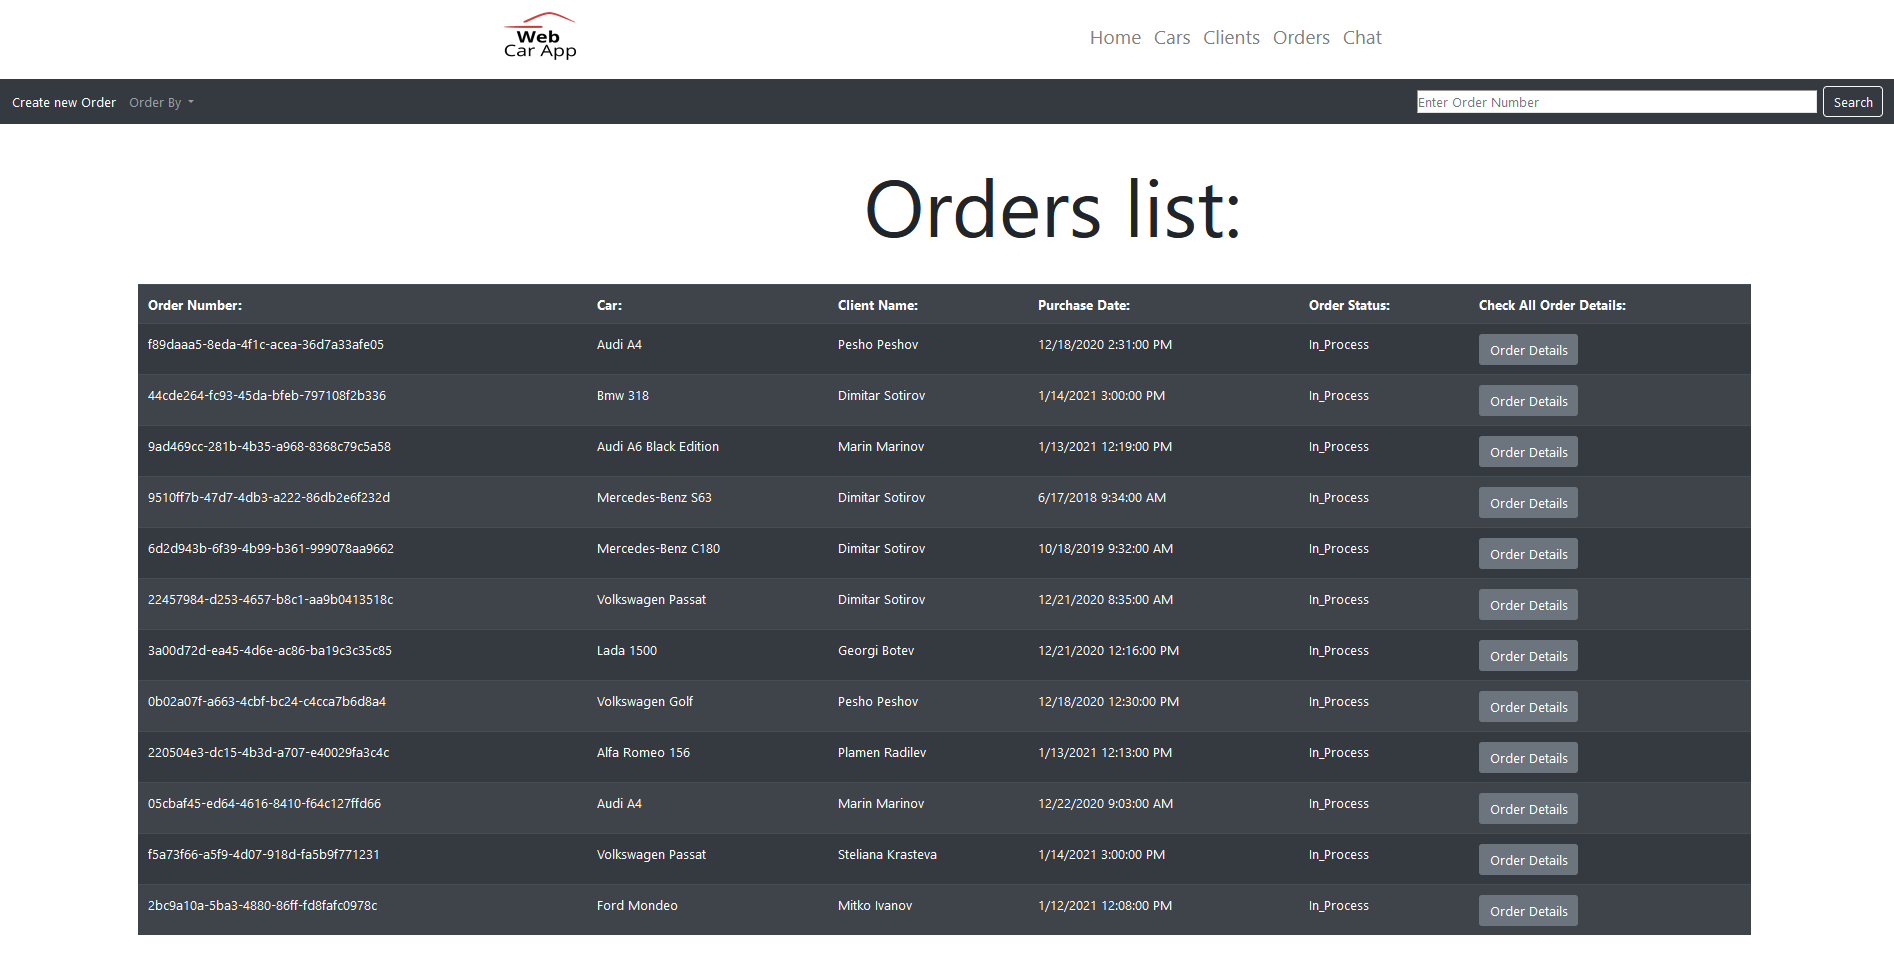 Web
Car App
Home Cars Clients Orders Chat
Create new Order Order By Enter Order Number Search
Orders list:
Order Number: Car: Client Name: Purchase Date: Order Status: Check All Order Details:
f89daaa5-8eda-4f1c-acea-36d7a33afe05 Audi A4 Pesho Peshov 12/18/2020 2:31:00 PM In_Process Order Details
44cde264-fc93-45da-bfeb-797108f2b336 Bmw 318 Dimitar Sotirov 1/14/2021 3:00:00 PM In_Process Order Details
9ad469cc-281b-4b35-a968-8368c79c5a58 Audi A6 Black Edition Marin Marinov 1/13/2021 12:19:00 PM In_Process Order Details
9510ff7b-47d7-4db3-a222-86db2e6f232d Mercedes-Benz S63 Dimitar Sotirov 6/17/2018 9:34:00 AM In_Process Order Details
6d2d943b-6f39-4b99-b361-999078aa9662 Mercedes-Benz C180 Dimitar Sotirov 10/18/2019 9:32:00 AM In_Process Order Details
22457984-d253-4657-b8c1-aa9b0413518c Volkswagen Passat Dimitar Sotirov 12/21/2020 8:35:00 AM In_Process Order Details
3a00d72d-ea45-4d6e-ac86-ba19c3c35c85 Lada 1500 Georgi Botev 12/21/2020 12:16:00 PM In_Process Order Details
0b02a07f-a663-4cbf-bc24-c4cca7b6d8a4 Volkswagen Golf Pesho Peshov 12/18/2020 12:30:00 PM In_Process Order Details
220504e3-dc15-4b3d-a707-e40029fa3c4c Alfa Romeo 156 Plamen Radilev 1/13/2021 12:13:00 PM In_Process Order Details
05cbaf45-ed64-4616-8410-f64c127ffd66 Audi A4 Marin Marinov 12/22/2020 9:03:00 AM In_Process Order Details
f5a73f66-a5f9-4d07-918d-fa5b9f771231 Volkswagen Passat Steliana Krasteva 1/14/2021 3:00:00 PM In_Process Order Details
2bc9a10a-5ba3-4880-86ff-fd8fafc0978c Ford Mondeo Mitko Ivanov 1/12/2021 12:08:00 PM In_Process Order Details